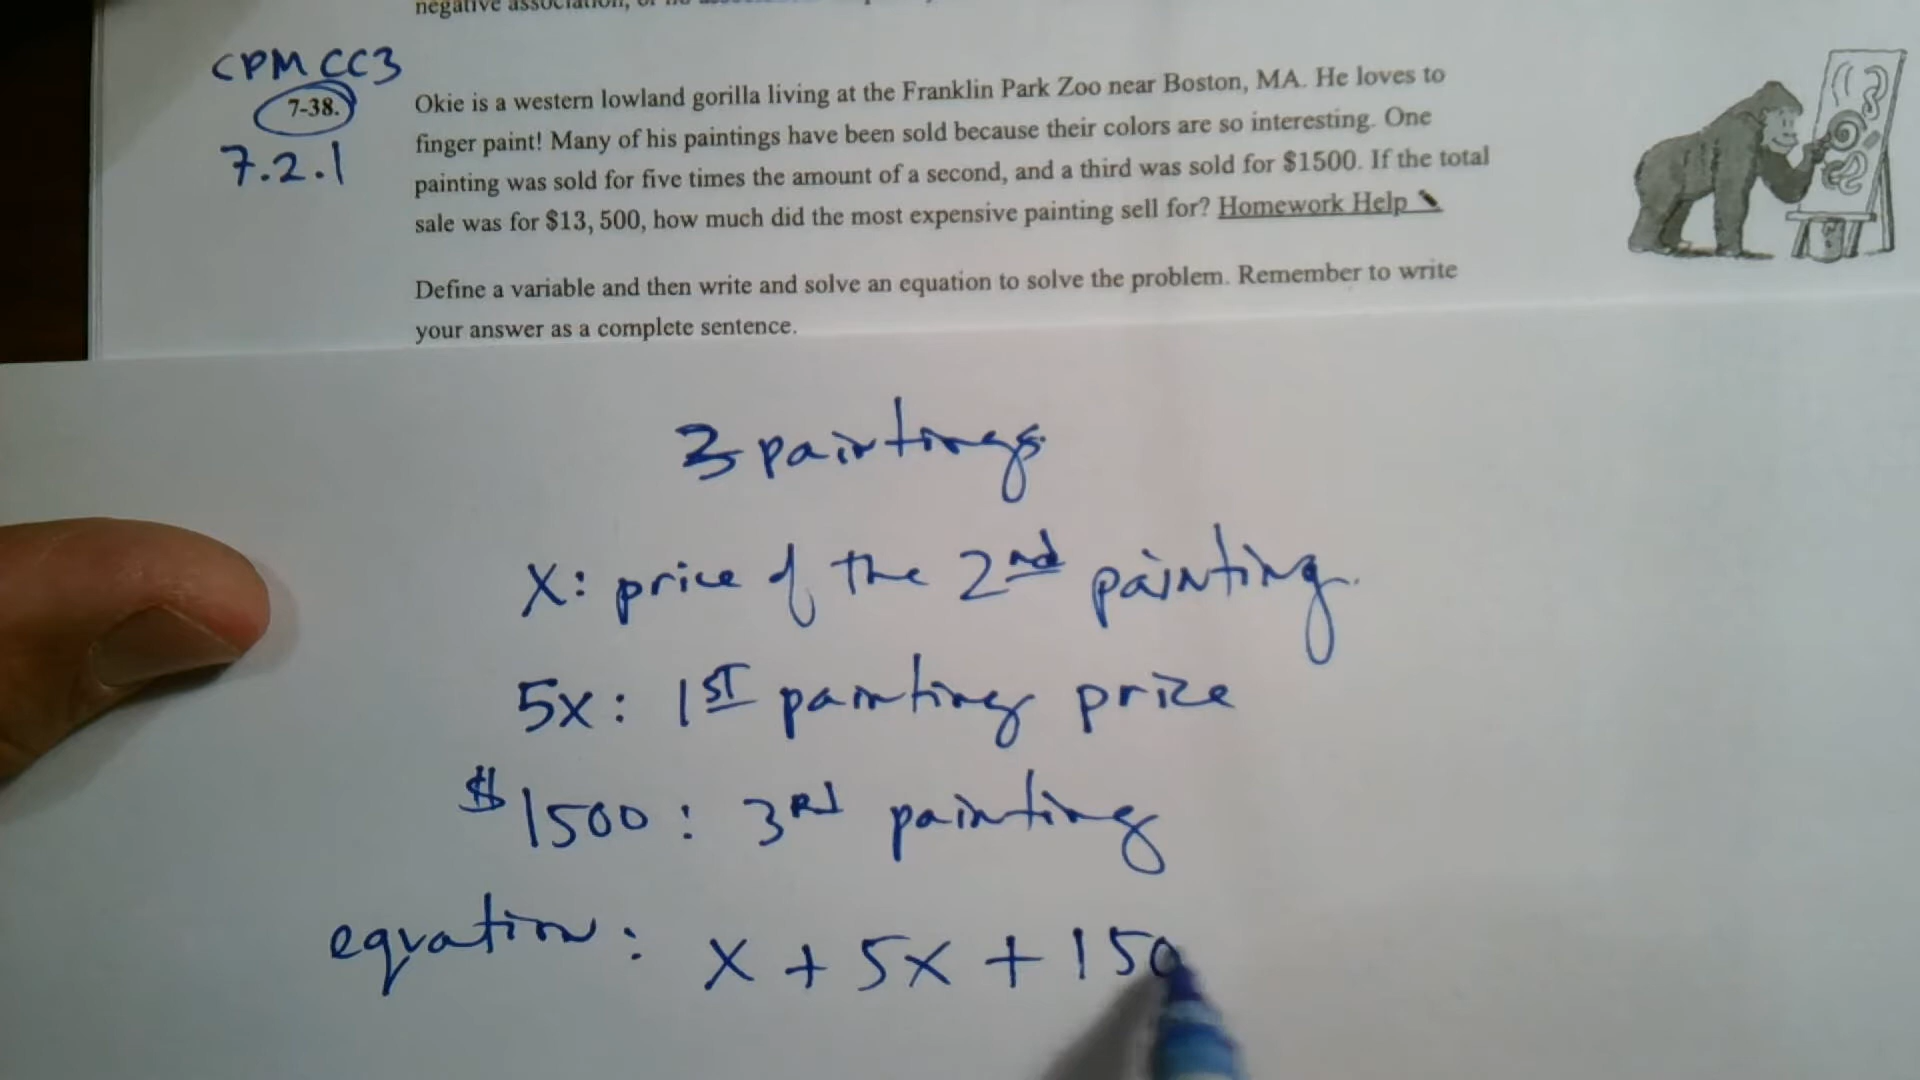 negative association, or no
CPM CC3
7-38.
7.2.1
Okie is a western lowland gorilla living at the Franklin Park Zoo near Boston, MA. He loves to
finger paint! Many of his paintings have been sold because their colors are so interesting. One
painting was sold for five times the amount of a second, and a third was sold for $1500. If the total
sale was for $13, 500, how much did the most expensive painting sell for? Homework Help
Define a variable and then write and solve an equation to solve the problem. Remember to write
your answer as a complete sentence.
3 paintings
X: price of the 2nd painting.
5x: 1ST painting price
$1500: 3Rd painting
equation: x + 5x + 150